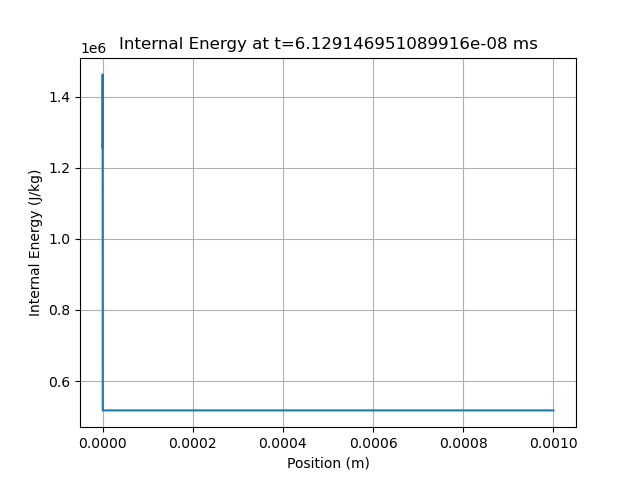 Internal Energy at t=6.129146951089916e-08 ms
1e6
1.4
1.2
1.0
0.8
0.6
Internal Energy (J/kg)
0.0000 0.0002 0.0004 0.0006 0.0008 0.0010
Position (m)